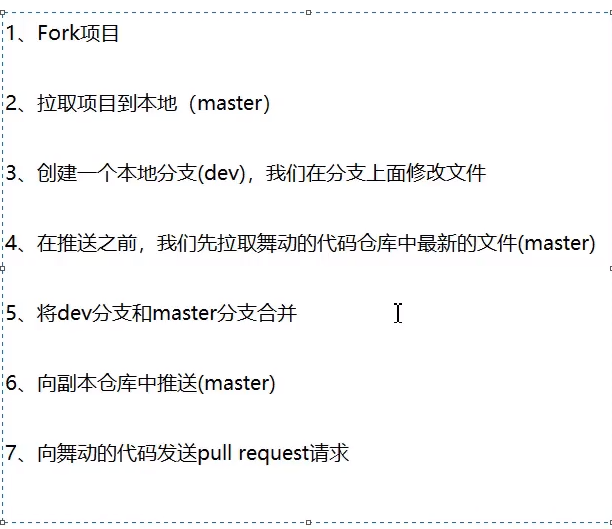 1、Fork项目
2、拉取项目到本地（master）
3、创建一个本地分支(dev)，我们在分支上面修改文件
4、在推送之前，我们先拉取舞动的代码仓库中最新的文件(master)
5、将dev分支和master分支合并
6、向副本仓库中推送(master)
7、向舞动的代码发送pull request请求